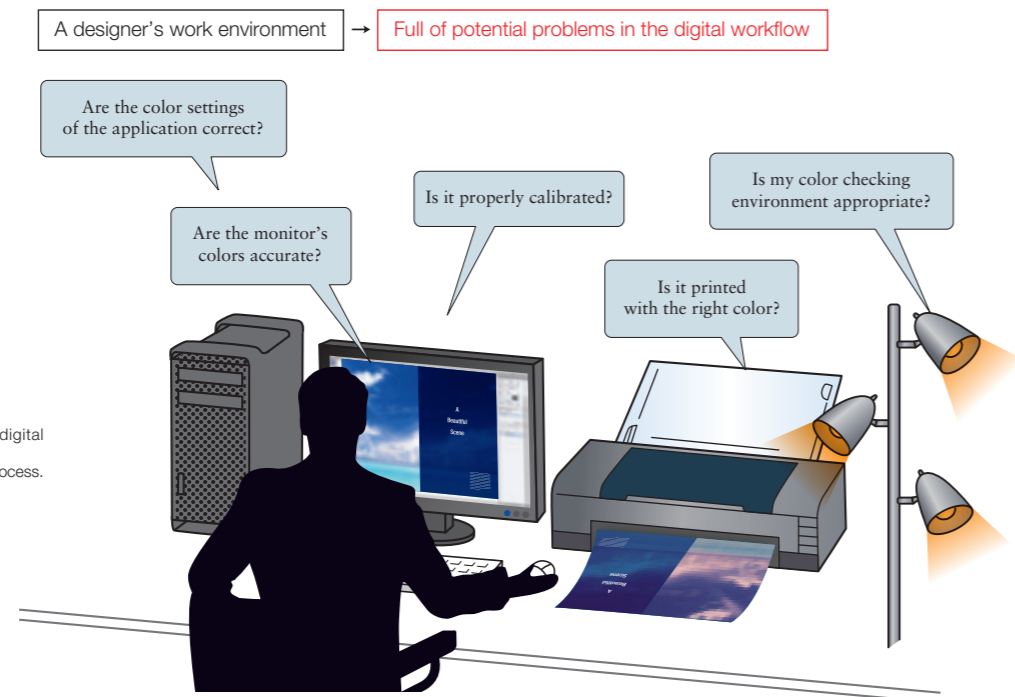 A designer's work environment → Full of potential problems in the digital workflow
Are the color settings
of the application correct?
Is it properly calibrated?
Is my color checking
environment appropriate?
Are the monitor's
colors accurate?
Is it printed
with the right color?
digital
ocess.
A
Beautiful
Scene
A
Beautiful
Scene